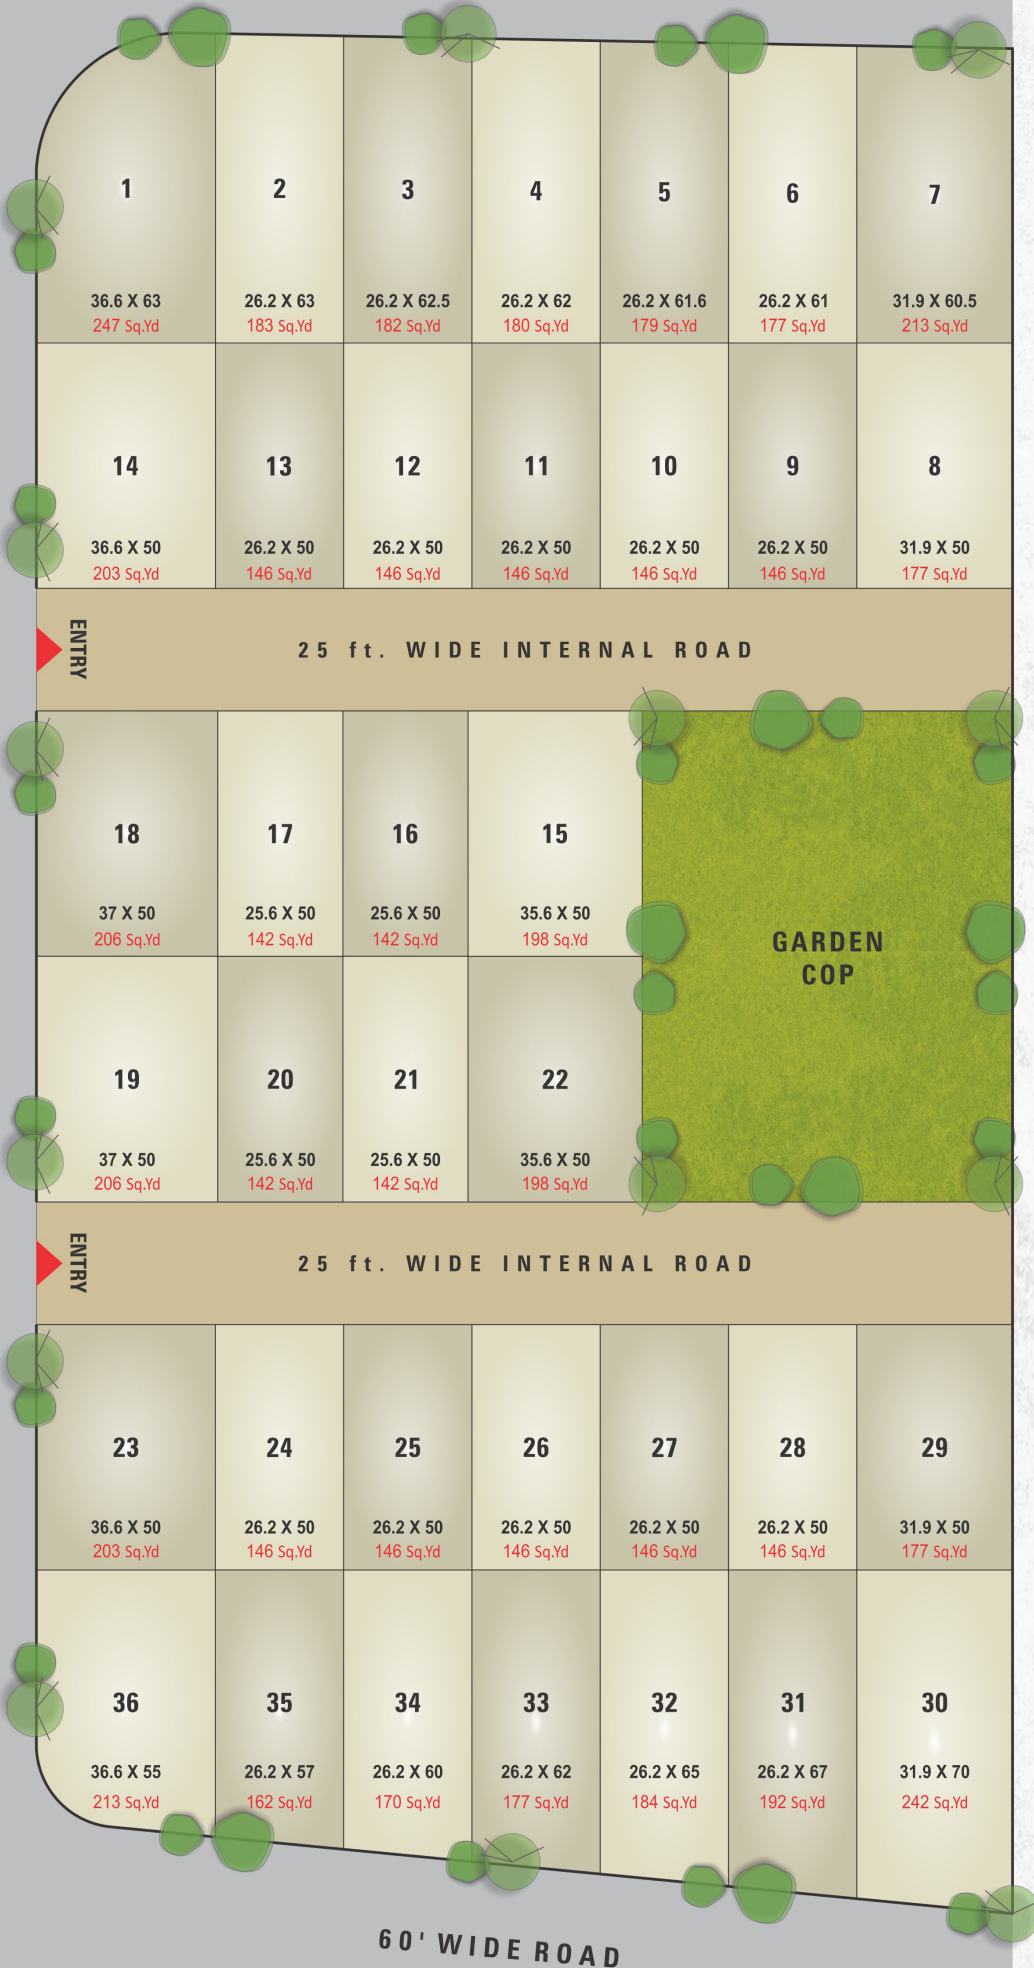 1
36.6 X 63
247 Sq.Yd
2
26.2 X 63
183 Sq.Yd
3
26.2 X 62.5
182 Sq.Yd
4
26.2 X 62
180 Sq.Yd
5
26.2 X 61.6
179 Sq.Yd
6
26.2 X 61
177 Sq.Yd
7
31.9 X 60.5
213 Sq.Yd
14
36.6 X 50
203 Sq.Yd
13
26.2 X 50
146 Sq.Yd
12
26.2 X 50
146 Sq.Yd
11
26.2 X 50
146 Sq.Yd
10
26.2 X 50
146 Sq.Yd
9
26.2 X 50
146 Sq.Yd
8
31.9 X 50
177 Sq.Yd
ENTRY
25 ft. WIDE INTERNAL ROAD
18
37 X 50
206 Sq.Yd
17
25.6 X 50
142 Sq.Yd
16
25.6 X 50
142 Sq.Yd
15
35.6 X 50
198 Sq.Yd
GARDEN
COP
19
37 X 50
206 Sq.Yd
20
25.6 X 50
142 Sq.Yd
21
25.6 X 50
142 Sq.Yd
22
35.6 X 50
198 Sq.Yd
ENTRY
25 ft. WIDE INTERNAL ROAD
23
36.6 X 50
203 Sq.Yd
24
26.2 X 50
146 Sq.Yd
25
26.2 X 50
146 Sq.Yd
26
26.2 X 50
146 Sq.Yd
27
26.2 X 50
146 Sq.Yd
28
26.2 X 50
146 Sq.Yd
29
31.9 X 50
177 Sq.Yd
36
36.6 X 55
213 Sq.Yd
35
26.2 X 57
162 Sq.Yd
34
26.2 X 60
170 Sq.Yd
33
26.2 X 62
177 Sq.Yd
32
26.2 X 65
184 Sq.Yd
31
26.2 X 67
192 Sq.Yd
30
31.9 X 70
242 Sq.Yd
60' WIDE ROAD